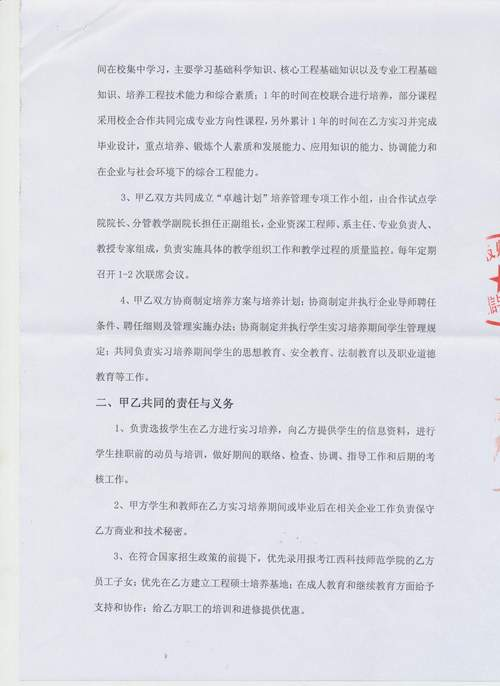 间在校集中学习，主要学习基础科学知识、核心工程基础知识以及专业工程基础
知识、培养工程技术能力和综合素质；1 年的时间在校联合进行培养，部分课程
采用校企合作共同完成专业方向性课程，另外累计 1 年的时间在乙方实习并完成
毕业设计，重点培养、锻炼个人素质和发展能力、应用知识的能力、协调能力和
在企业与社会环境下的综合工程能力。
3、甲乙双方共同成立“卓越计划”培养管理专项工作小组，由合作试点学
院院长、分管教学副院长担任正副组长，企业资深工程师、系主任、专业负责人、
教授专家组成，负责实施具体的教学组织工作和教学过程的质量监控。每年定期
召开 1-2 次联席会议。
4、甲乙双方协商制定培养方案与培养计划；协商制定并执行企业导师聘任
条件、聘任细则及管理实施办法；协商制定并执行学生实习培养期间学生管理规
定；共同负责实习培养期间学生的思想教育、安全教育、法制教育以及职业道德
教育等工作。
二、甲乙共同的责任与义务
1、负责选拔学生在乙方进行实习培养，向乙方提供学生的信息资料，进行
学生挂职前的动员与培训，做好期间的联络、检查、协调、指导工作和后期的考
核工作。
2、甲方学生和教师在乙方实习培养期间或毕业后在相关企业工作负责保守
乙方商业和技术秘密。
3、在符合国家招生政策的前提下，优先录用报考江西科技师范学院的乙方
员工子女；优先在乙方建立工程硕士培养基地；在成人教育和继续教育方面给予
支持和协作；给乙方职工的培训和进修提供优惠。